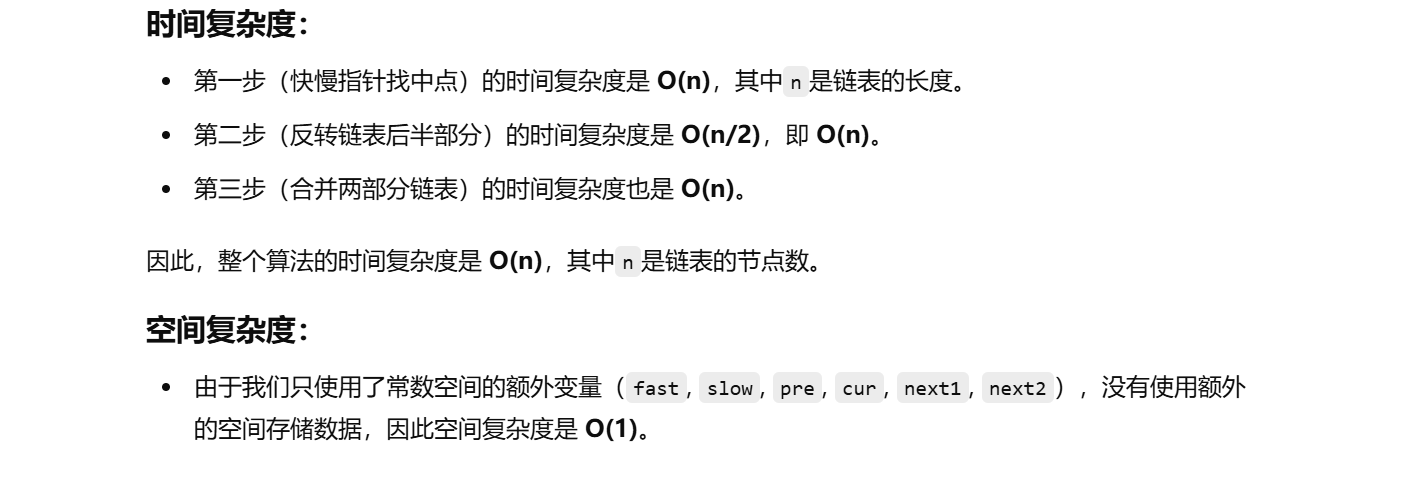 时间复杂度：
• 第一步（快慢指针找中点）的时间复杂度是 O(n)，其中 n 是链表的长度。
• 第二步（反转链表后半部分）的时间复杂度是 O(n/2)，即 O(n)。
• 第三步（合并两部分链表）的时间复杂度也是 O(n)。
因此，整个算法的时间复杂度是 O(n)，其中 n 是链表的节点数。
空间复杂度：
• 由于我们只使用了常数空间的额外变量（ fast , slow , pre , cur , next1 , next2 ），没有使用额外
的空间存储数据，因此空间复杂度是 O(1)。